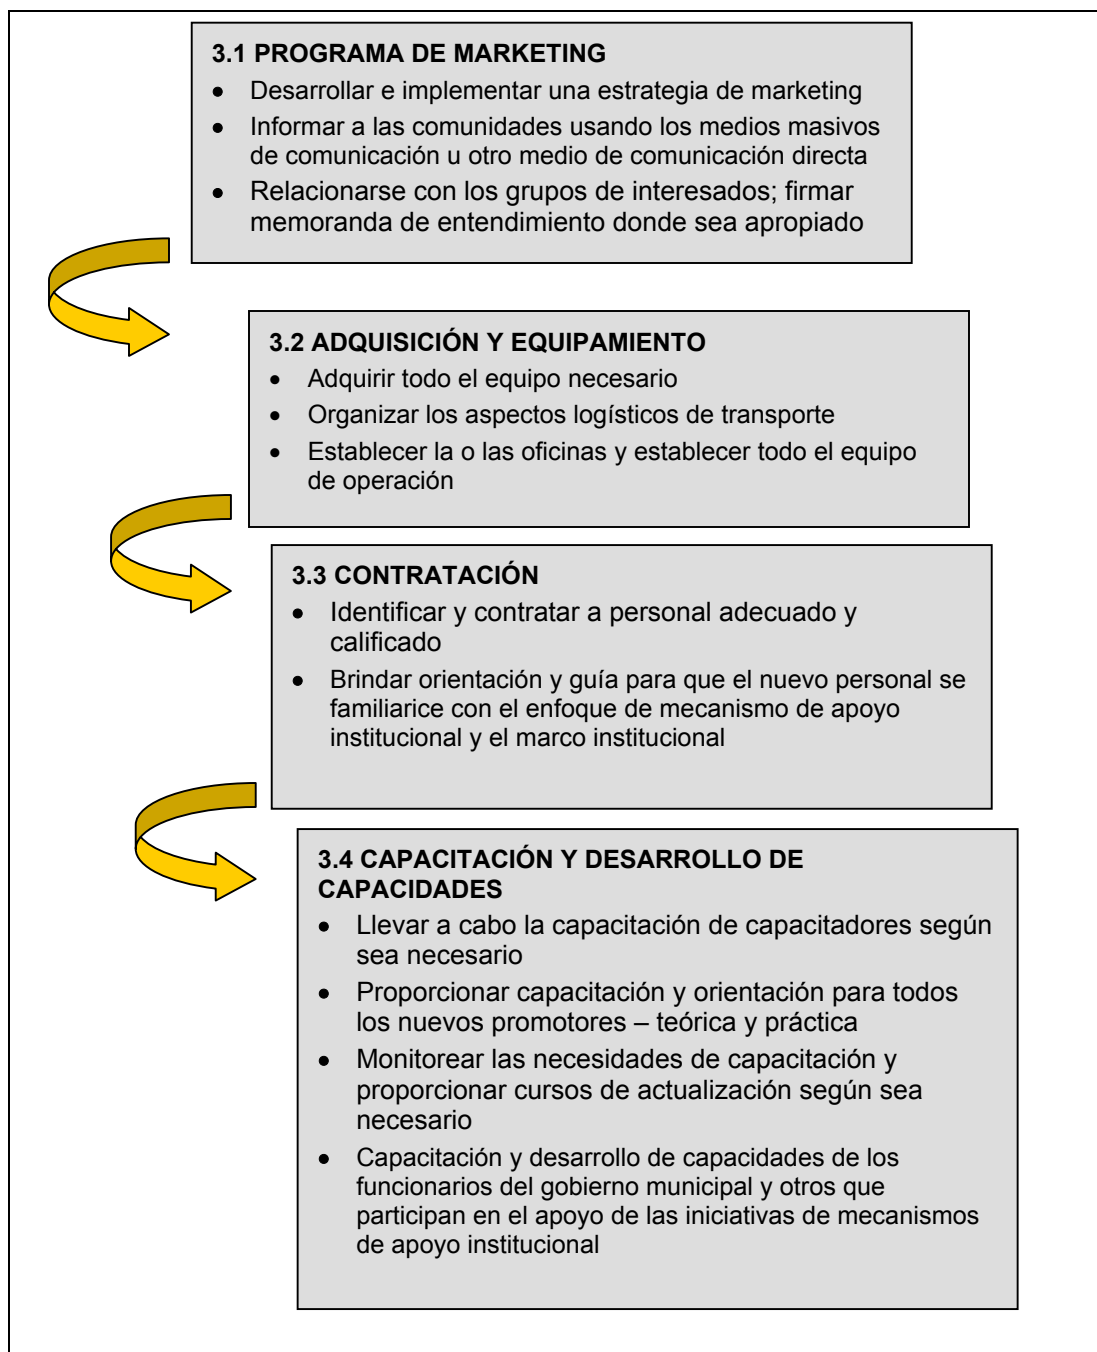 3.1 PROGRAMA DE MARKETING
• Desarrollar e implementar una estrategia de marketing
• Informar a las comunidades usando los medios masivos
de comunicación u otro medio de comunicación directa
• Relacionarse con los grupos de interesados; firmar
memoranda de entendimiento donde sea apropiado
3.2 ADQUISICIÓN Y EQUIPAMIENTO
• Adquirir todo el equipo necesario
• Organizar los aspectos logísticos de transporte
• Establecer la o las oficinas y establecer todo el equipo
de operación
3.3 CONTRATACIÓN
• Identificar y contratar a personal adecuado y
calificado
• Brindar orientación y guía para que el nuevo personal se
familiarice con el enfoque de mecanismo de apoyo
institucional y el marco institucional
3.4 CAPACITACIÓN Y DESARROLLO DE
CAPACIDADES
• Llevar a cabo la capacitación de capacitadores según
sea necesario
• Proporcionar capacitación y orientación para todos
los nuevos promotores – teórica y práctica
• Monitorear las necesidades de capacitación y
proporcionar cursos de actualización según sea
necesario
• Capacitación y desarrollo de capacidades de los
funcionarios del gobierno municipal y otros que
participan en el apoyo de las iniciativas de mecanismos
de apoyo institucional